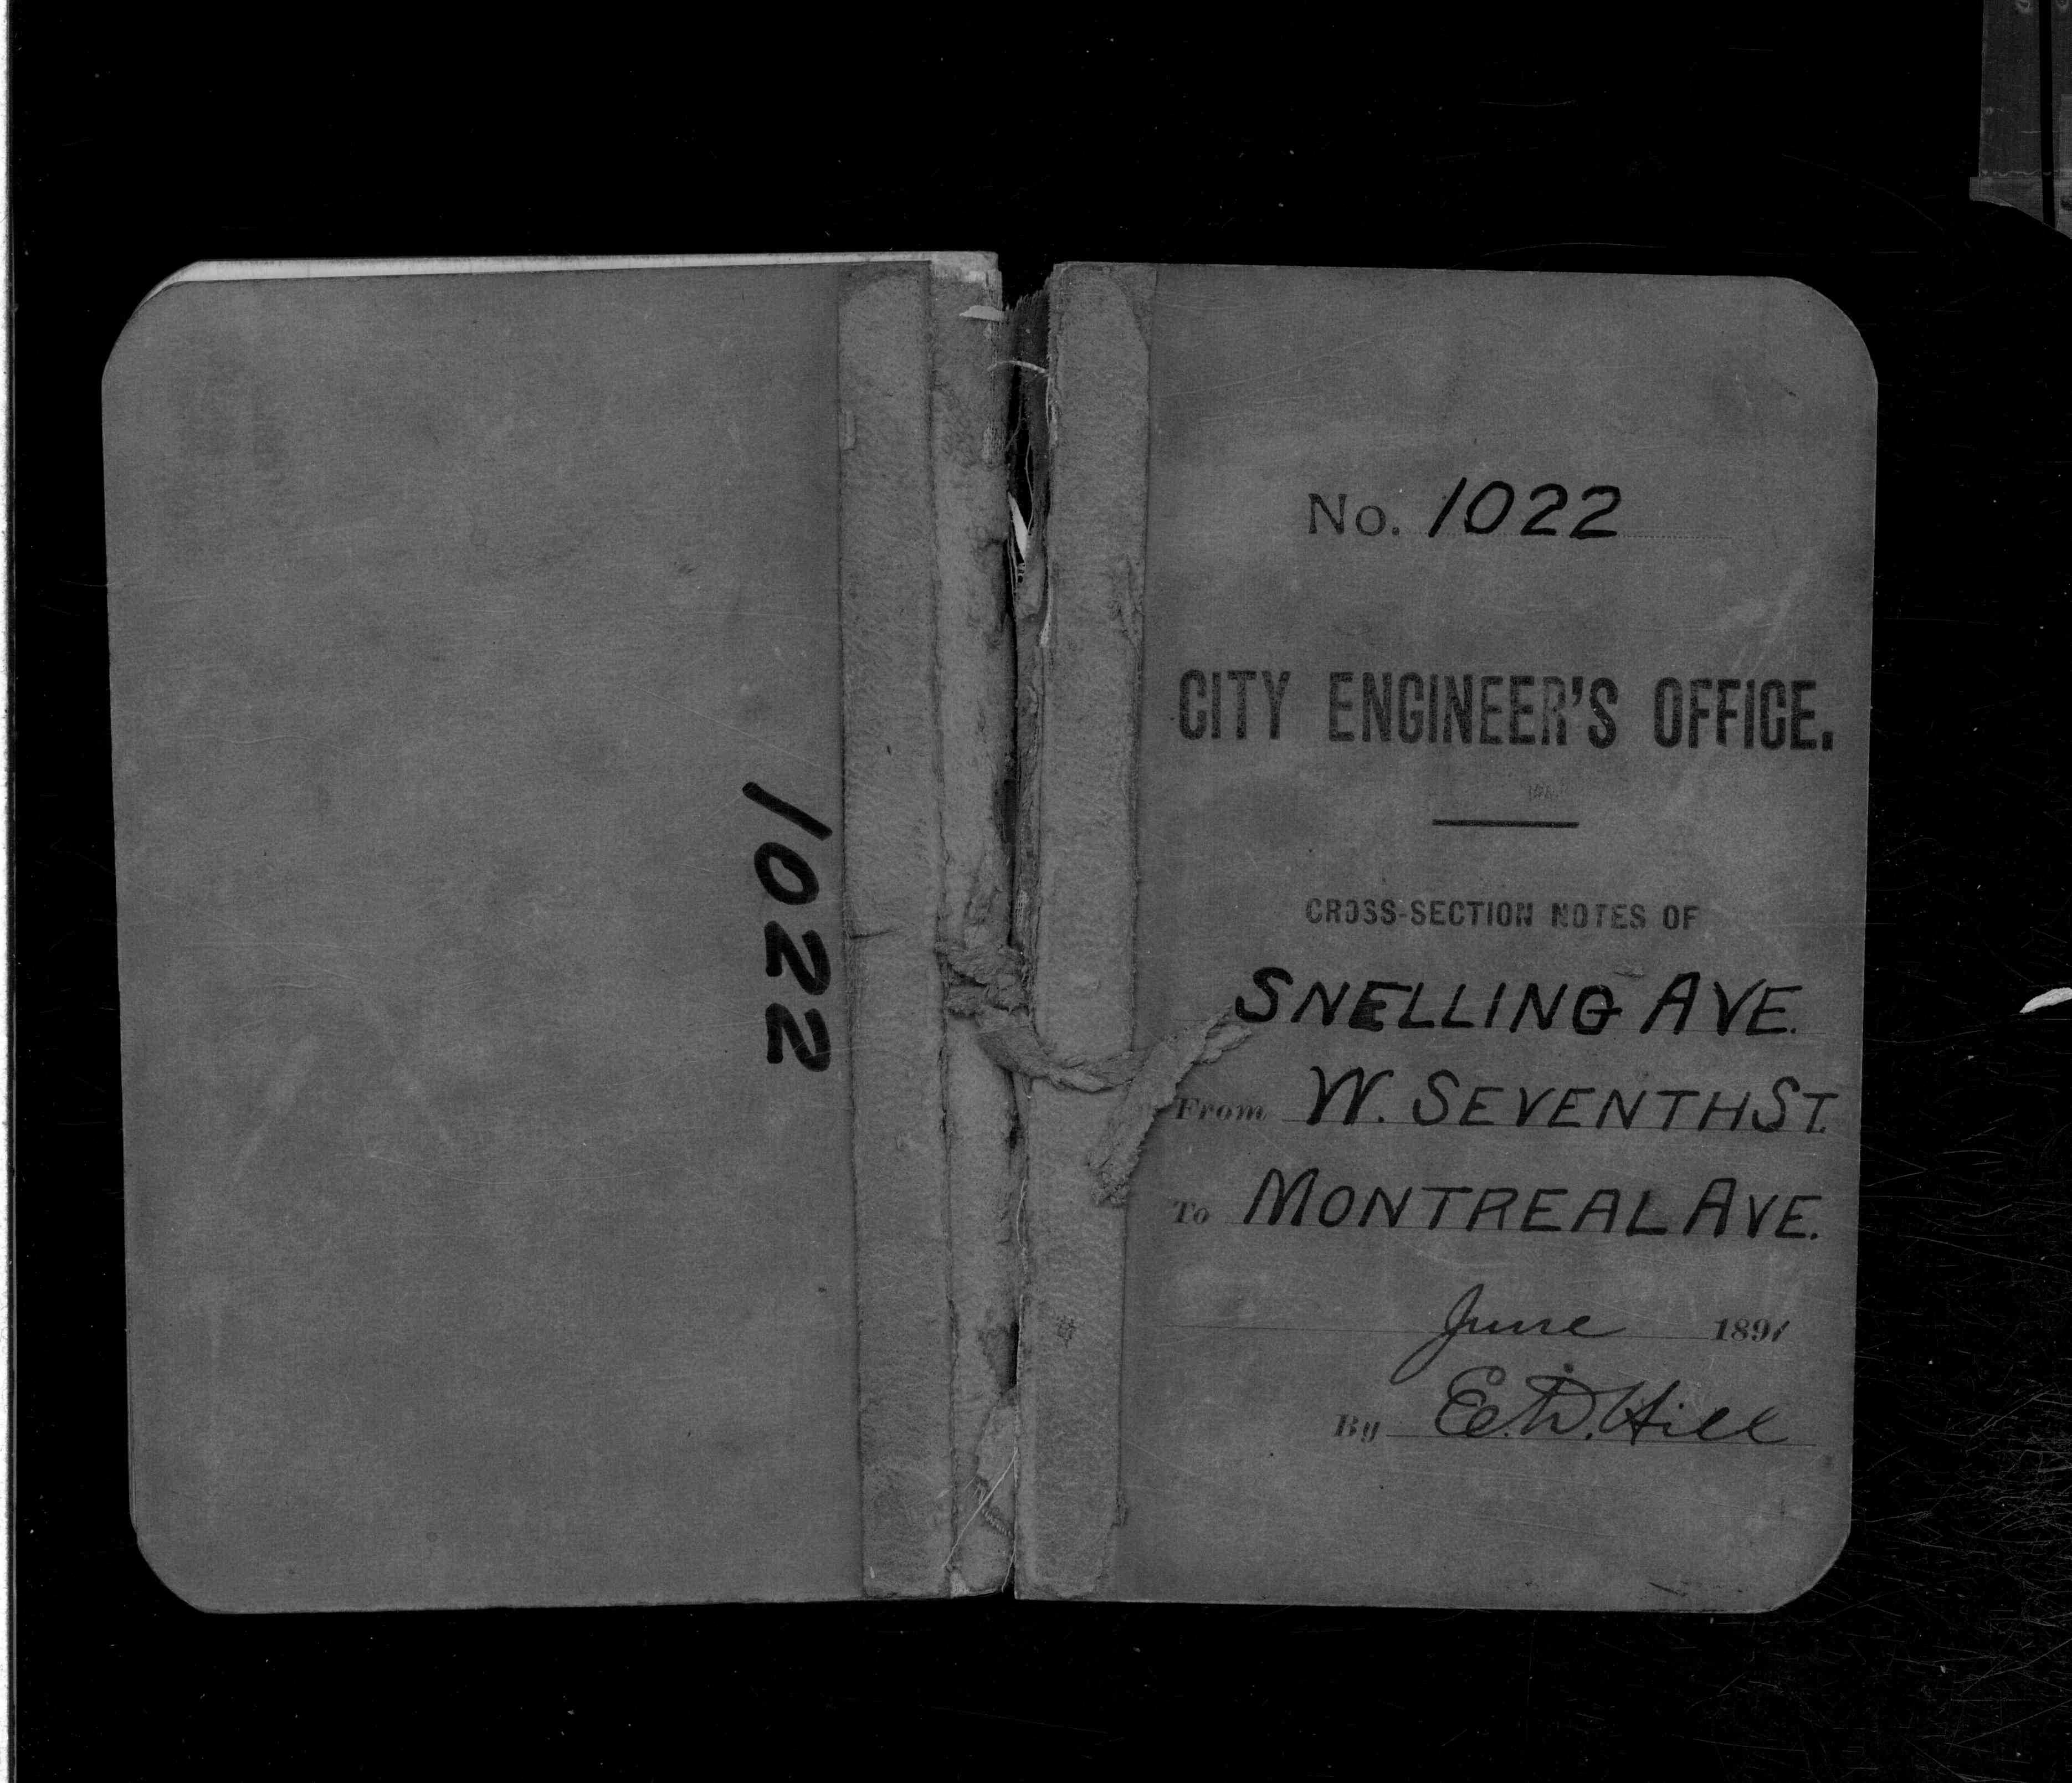 1022
No. 1022
CITY ENGINEER'S OFFICE.
CROSS-SECTION NOTES OF
SNELLING AVE.
From W. SEVENTH ST.
To MONTREAL AVE.
June 1891
By E. D. Hill